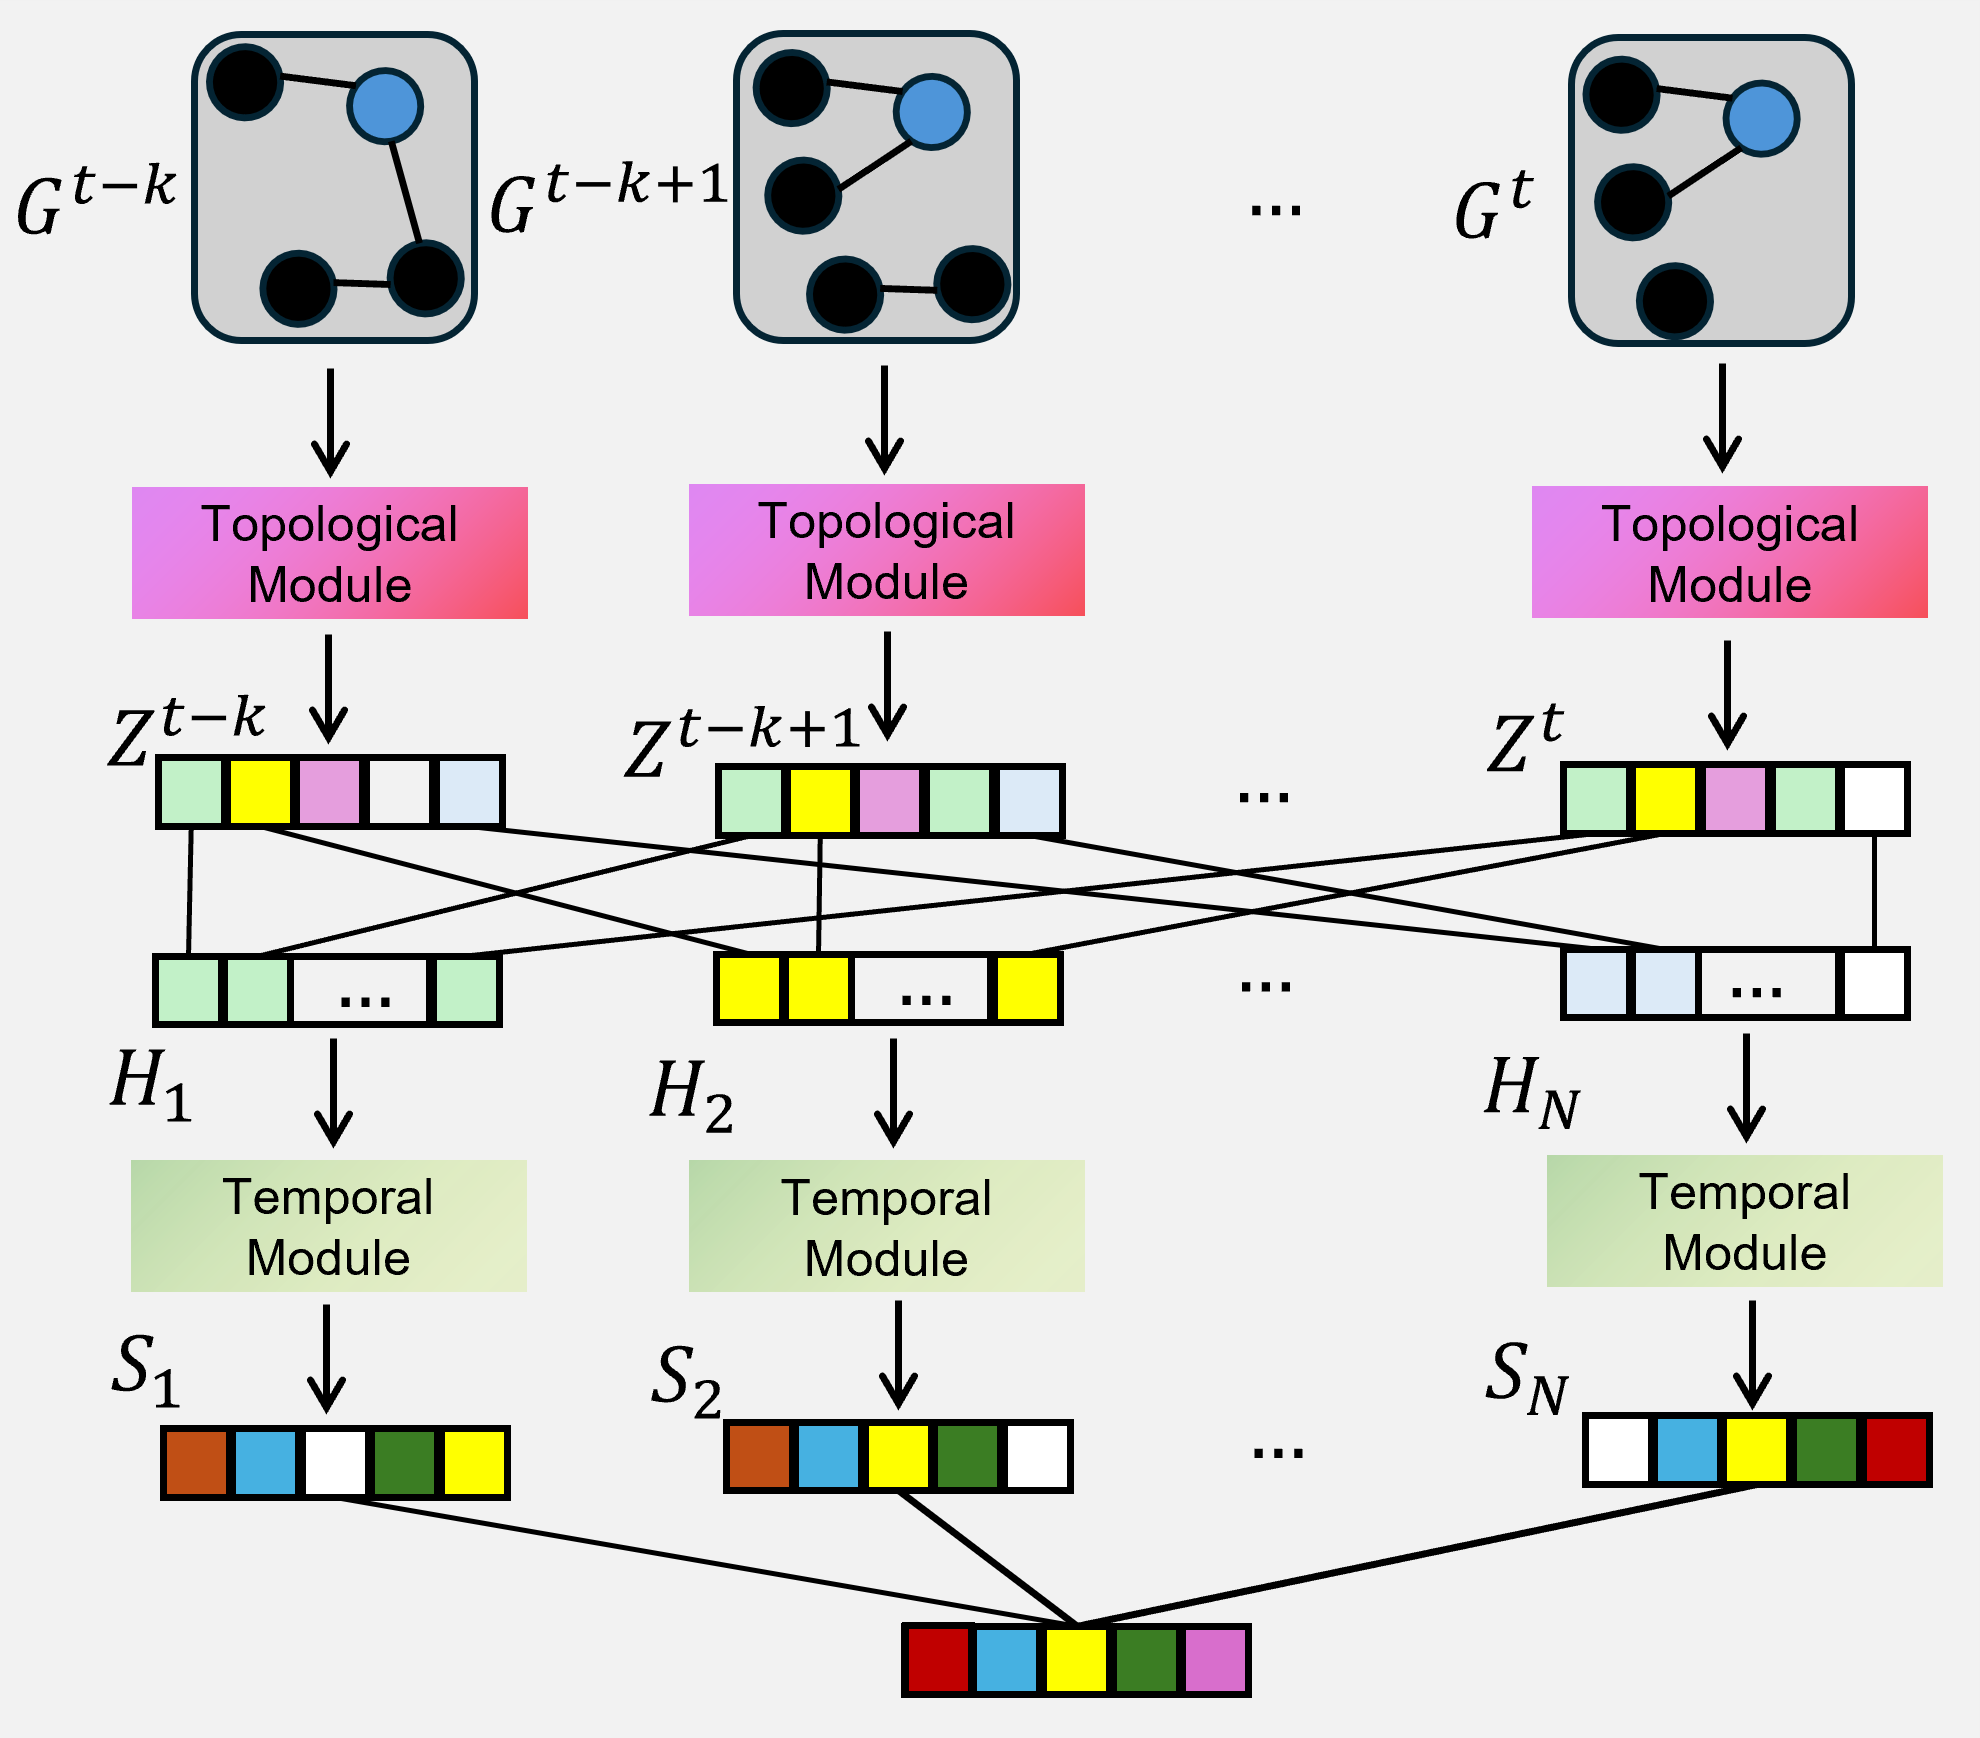 G^{t-k} G^{t-k+1} ... G^t
Topological Module Topological Module Topological Module
Z^{t-k} Z^{t-k+1} ... Z^t
... ... ... ...
H_1 H_2 H_N
Temporal Module Temporal Module Temporal Module
S_1 S_2 ... S_N